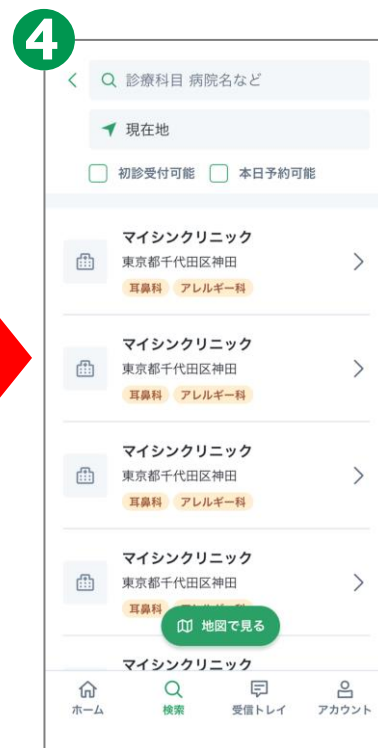 4
診療科目 病院名など
現在地
初診受付可能 本日予約可能
マイシンクリニック
東京都千代田区神田
耳鼻科 アレルギー科
マイシンクリニック
東京都千代田区神田
耳鼻科 アレルギー科
マイシンクリニック
東京都千代田区神田
耳鼻科 アレルギー科
マイシンクリニック
東京都千代田区神田
耳鼻科
地図で見る
マイシンクリニック
ホーム 検索 受信トレイ アカウント